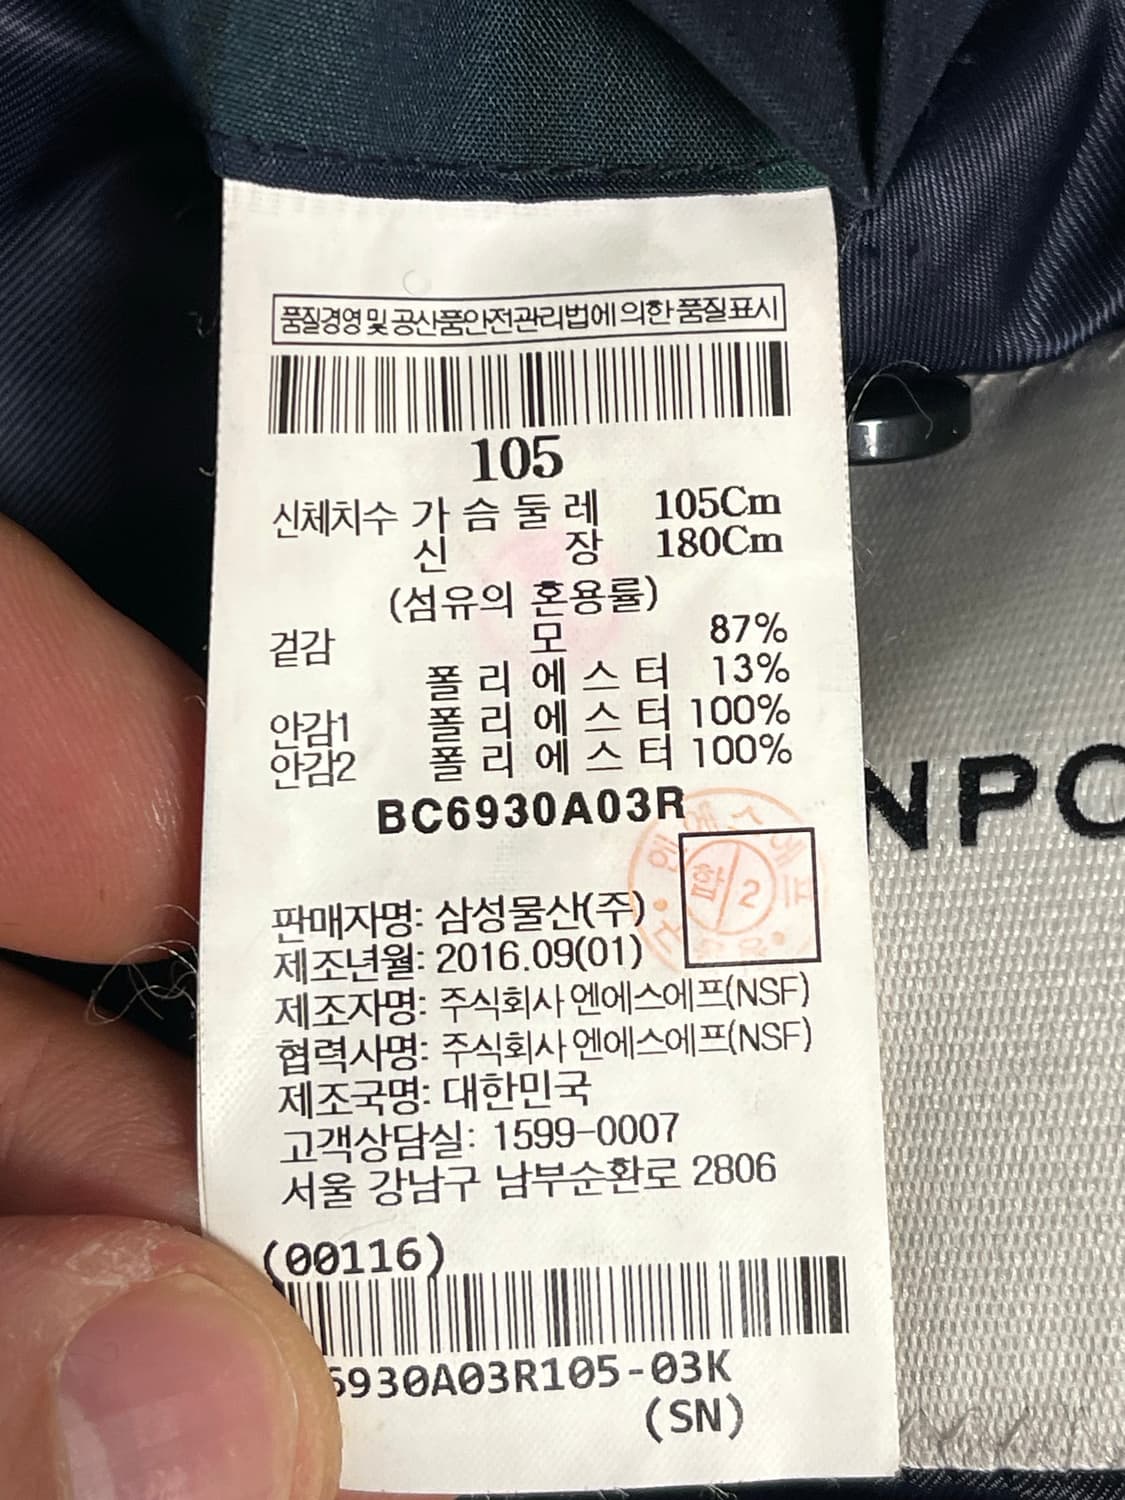 품질경영 및 공산품안전관리법에 의한 품질표시
105
신체치수 가슴둘레 105Cm
신장 180Cm
(섬유의 혼용률)
겉감 모 87%
폴리에스터 13%
안감1 폴리에스터 100%
안감2 폴리에스터 100%
BC6930A03R
합 2
판매자명: 삼성물산(주)
제조년월: 2016.09(01)
제조자명: 주식회사 엔에스에프(NSF)
협력사명: 주식회사 엔에스에프(NSF)
제조국명: 대한민국
고객상담실: 1599-0007
서울 강남구 남부순환로 2806
(00116)
6930A03R105-03K
(SN)
NPO